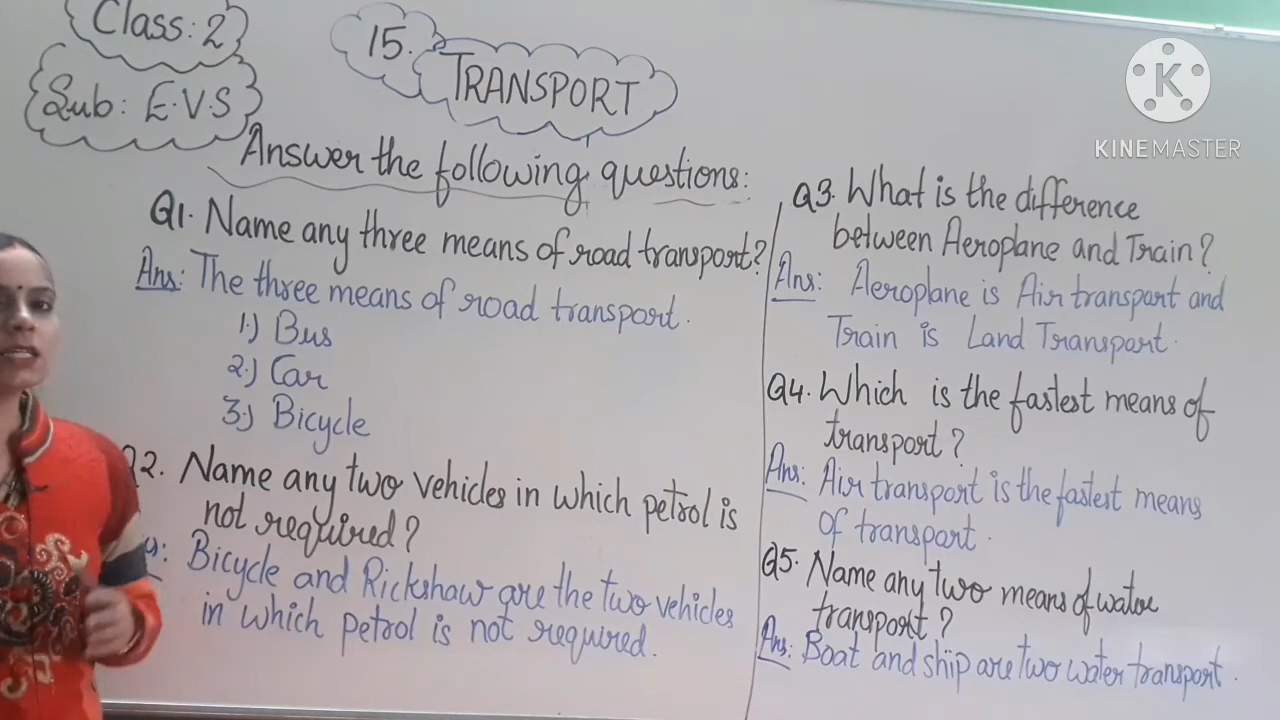 Class: 2
Sub: E.V.S
15.
TRANSPORT
Answer the following questions:
Q1. Name any three means of road transport?
Ans: The three means of road transport.
1.) Bus
2.) Car
3.) Bicycle
Q2. Name any two vehicles in which petrol is
not required?
Bicycle and Rickshaw are the two vehicles
in which petrol is not required.
Q3. What is the difference
between Aeroplane and Train?
Ans: Aeroplane is Air transport and
Train is Land Transport.
Q4. Which is the fastest means of
transport?
Ans: Air transport is the fastest means
of transport.
Q5. Name any two means of water
transport?
Ans: Boat and ship are two water transport.
K
KINEMASTER